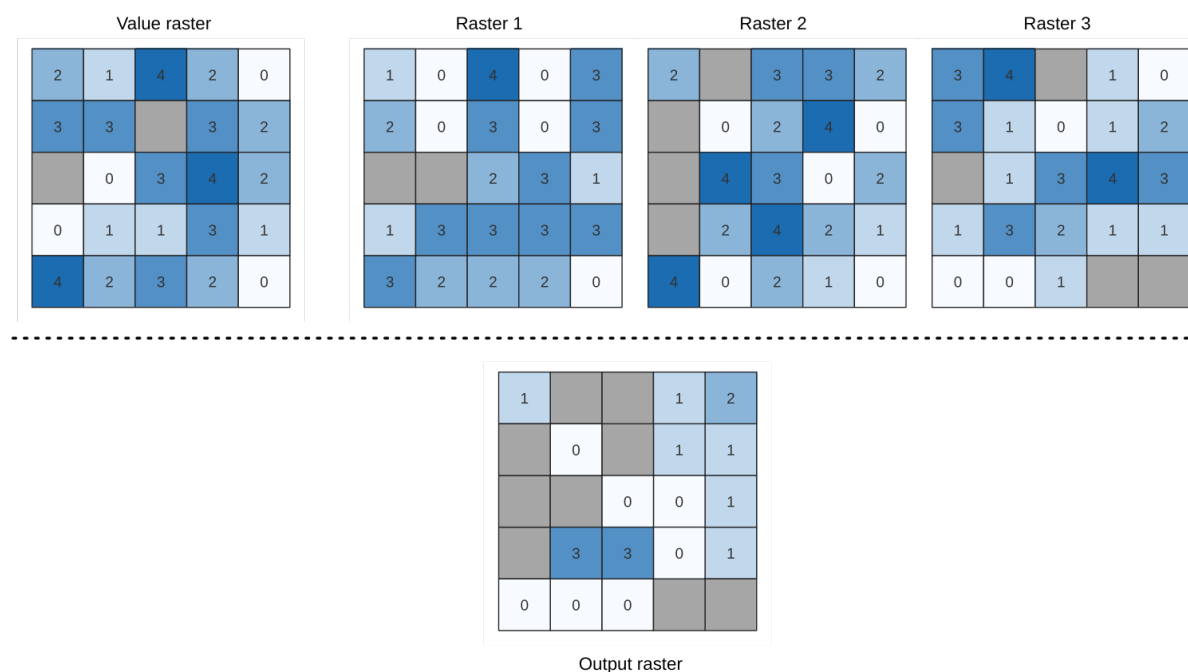 Value raster Raster 1 Raster 2 Raster 3
2 1 4 2 0 1 0 4 0 3 2 3 3 2 3 4 1 0
3 3 3 2 2 0 3 0 3 0 2 4 0 3 1 0 1 2
0 3 4 2 2 3 1 4 3 0 2 1 3 4 3
0 1 1 3 1 1 3 3 3 3 2 4 2 1 1 3 2 1 1
4 2 3 2 0 3 2 2 2 0 4 0 2 1 0 0 0 1
1 1 2
0 1 1
0 0 1
3 3 0 1
0 0 0
Output raster